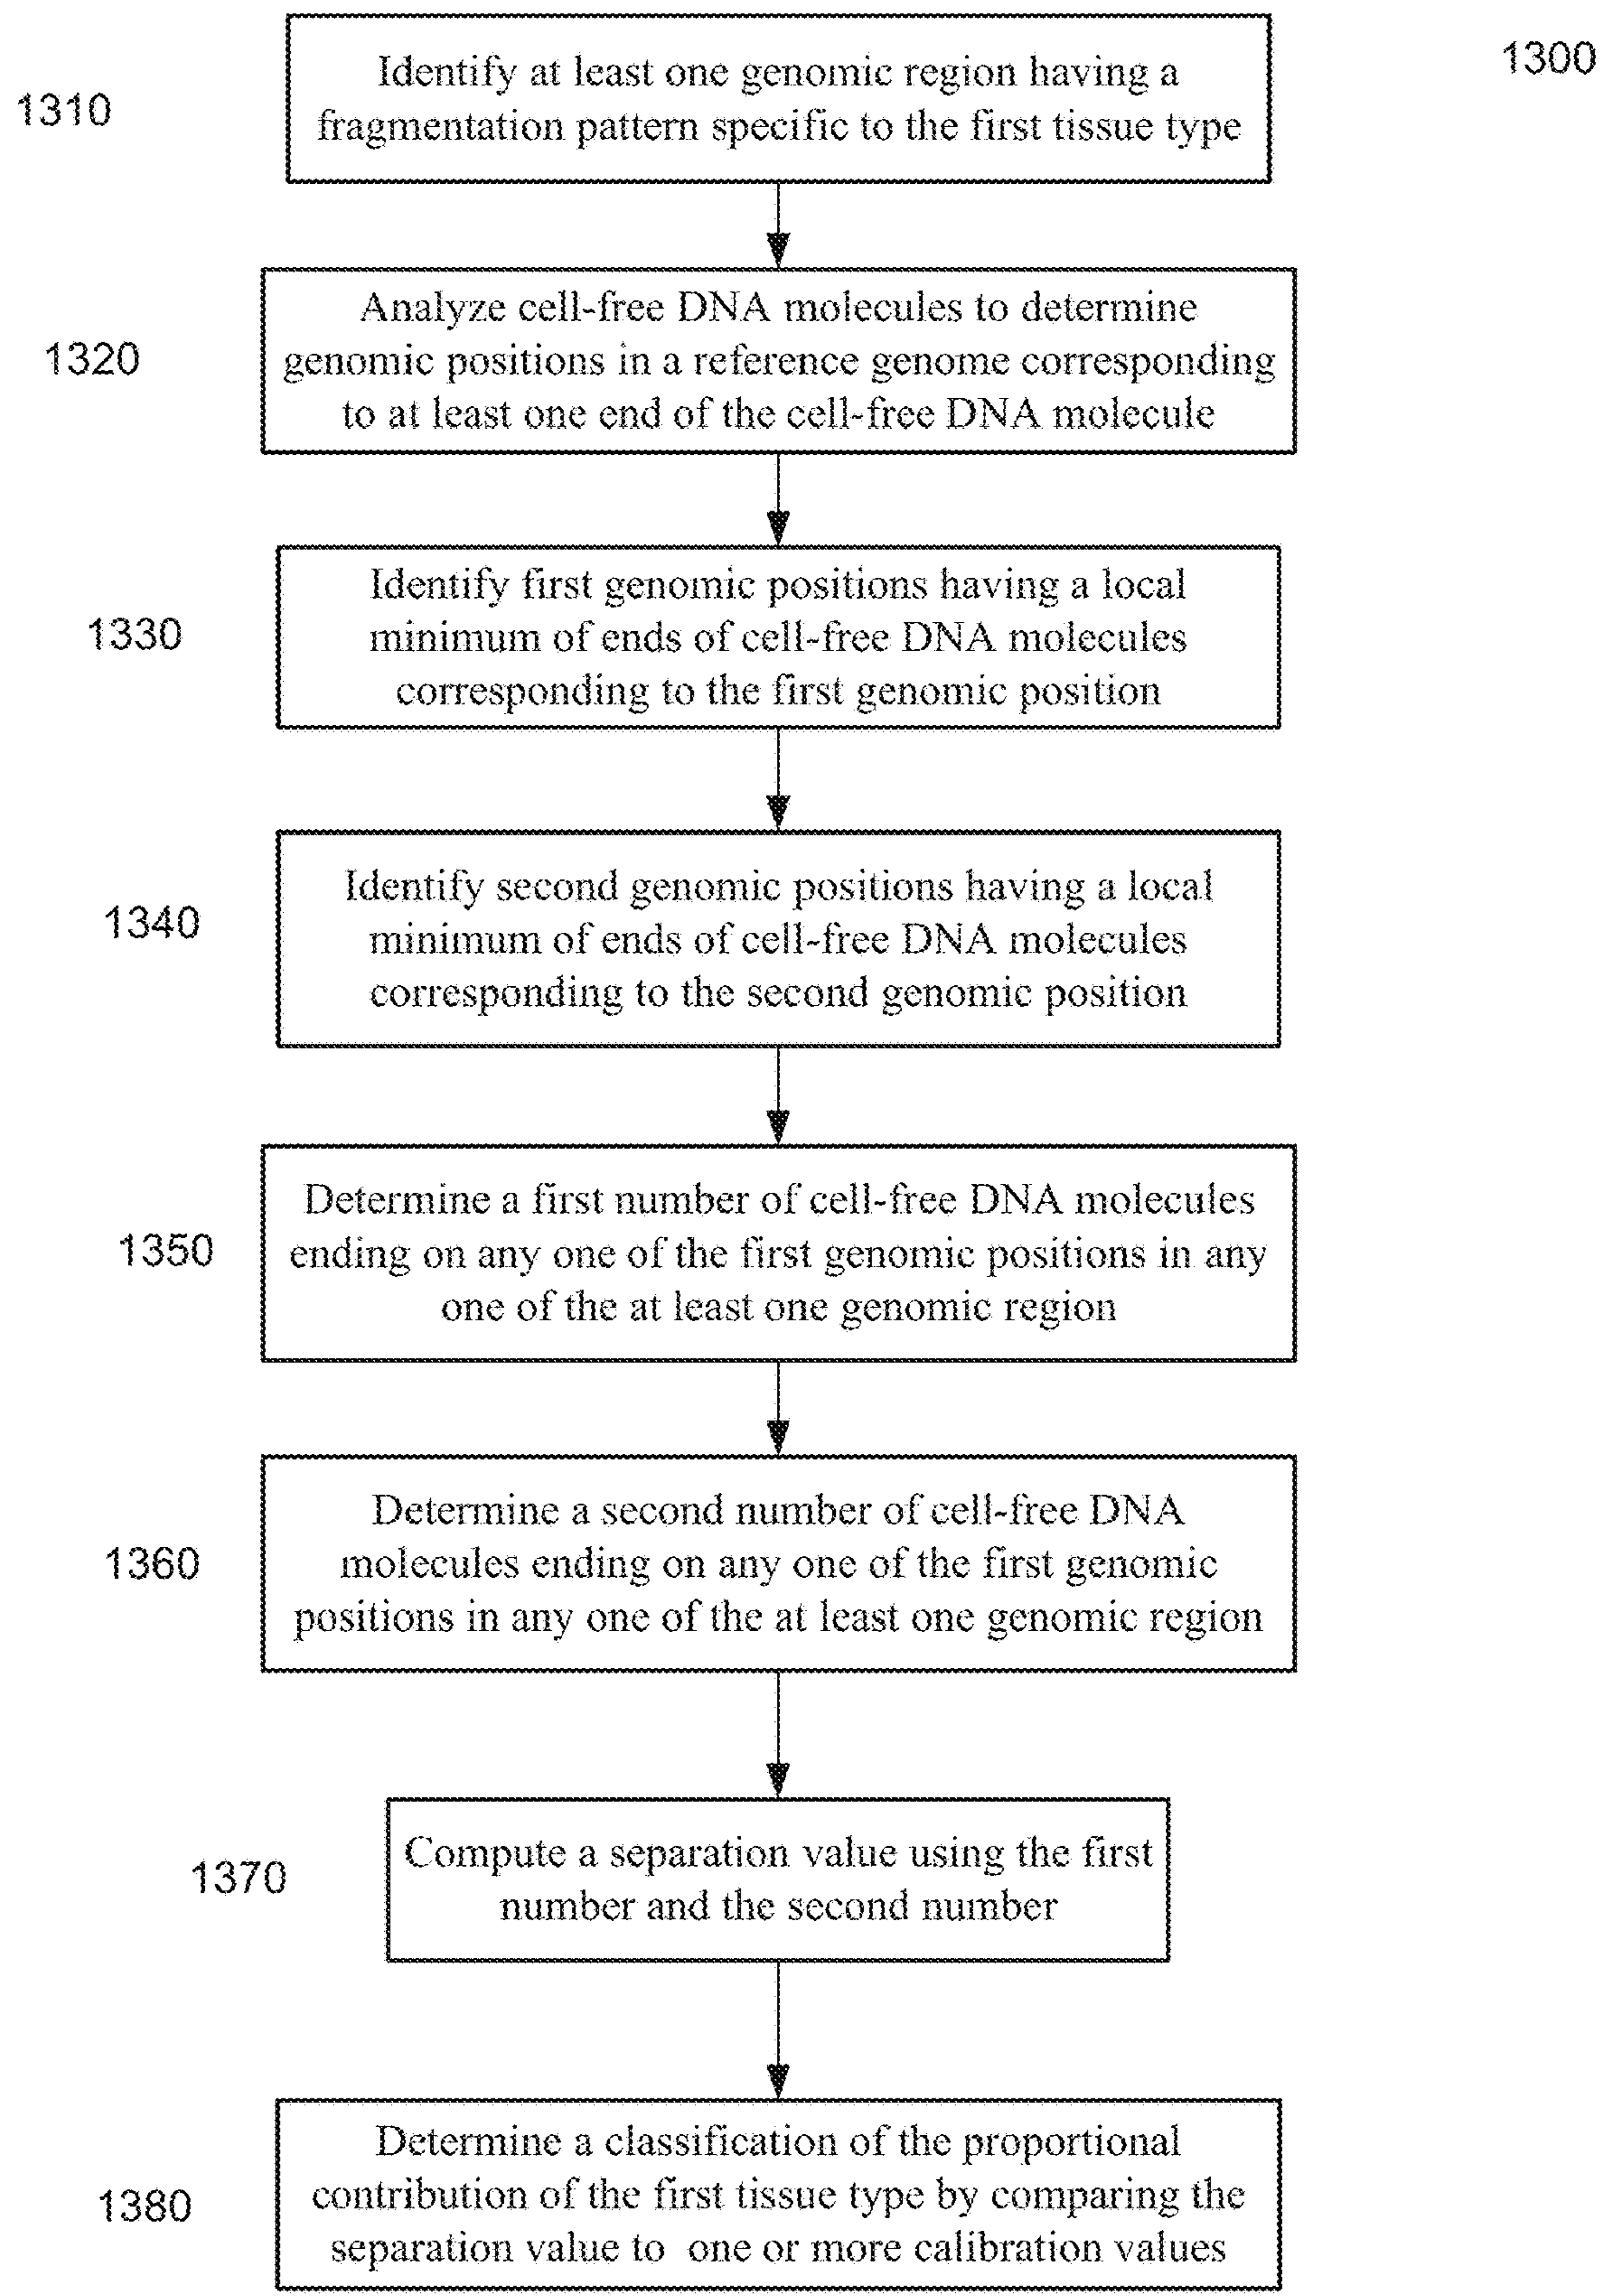 1300
1310
Identify at least one genomic region having a
fragmentation pattern specific to the first tissue type
1320
Analyze cell-free DNA molecules to determine
genomic positions in a reference genome corresponding
to at least one end of the cell-free DNA molecule
1330
Identify first genomic positions having a local
minimum of ends of cell-free DNA molecules
corresponding to the first genomic position
1340
Identify second genomic positions having a local
minimum of ends of cell-free DNA molecules
corresponding to the second genomic position
1350
Determine a first number of cell-free DNA molecules
ending on any one of the first genomic positions in any
one of the at least one genomic region
1360
Determine a second number of cell-free DNA
molecules ending on any one of the first genomic
positions in any one of the at least one genomic region
1370
Compute a separation value using the first
number and the second number
1380
Determine a classification of the proportional
contribution of the first tissue type by comparing the
separation value to one or more calibration values